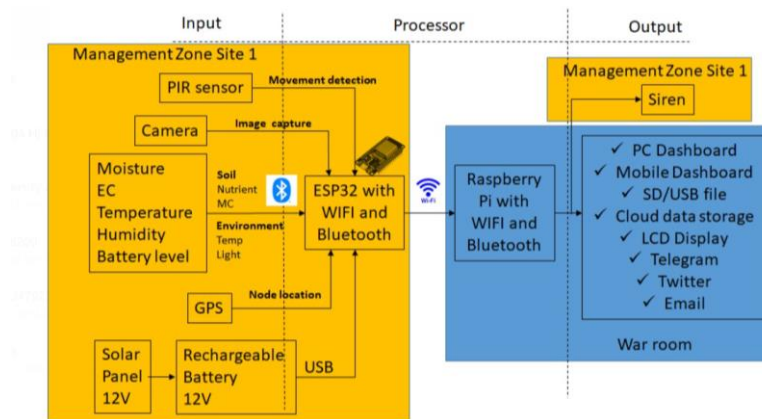 Input
Processor
Output
Management Zone Site 1
PIR sensor
Movement detection
Camera
Image capture
Moisture
EC
Temperature
Humidity
Battery level
Soil
Nutrient
MC
Environment
Temp
Light
ESP32 with
WIFI and
Bluetooth
GPS
Node location
Solar
Panel
12V
Rechargeable
Battery
12V
USB
Wi-Fi
Raspberry
Pi with
WIFI and
Bluetooth
Management Zone Site 1
Siren
✓ PC Dashboard
✓ Mobile Dashboard
✓ SD/USB file
✓ Cloud data storage
✓ LCD Display
✓ Telegram
✓ Twitter
✓ Email
War room